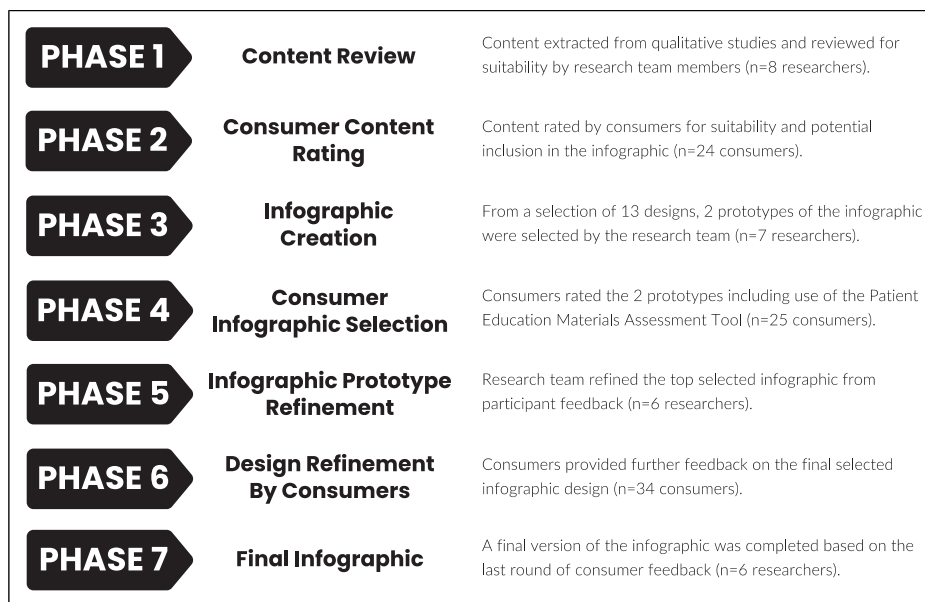 PHASE 1
Content Review
Content extracted from qualitative studies and reviewed for
suitability by research team members (n=8 researchers).
PHASE 2
Consumer Content
Rating
Content rated by consumers for suitability and potential
inclusion in the infographic (n=24 consumers).
PHASE 3
Infographic
Creation
From a selection of 13 designs, 2 prototypes of the infographic
were selected by the research team (n=7 researchers).
PHASE 4
Consumer
Infographic Selection
Consumers rated the 2 prototypes including use of the Patient
Education Materials Assessment Tool (n=25 consumers).
PHASE 5
Infographic Prototype
Refinement
Research team refined the top selected infographic from
participant feedback (n=6 researchers).
PHASE 6
Design Refinement
By Consumers
Consumers provided further feedback on the final selected
infographic design (n=34 consumers).
PHASE 7
Final Infographic
A final version of the infographic was completed based on the
last round of consumer feedback (n=6 researchers).